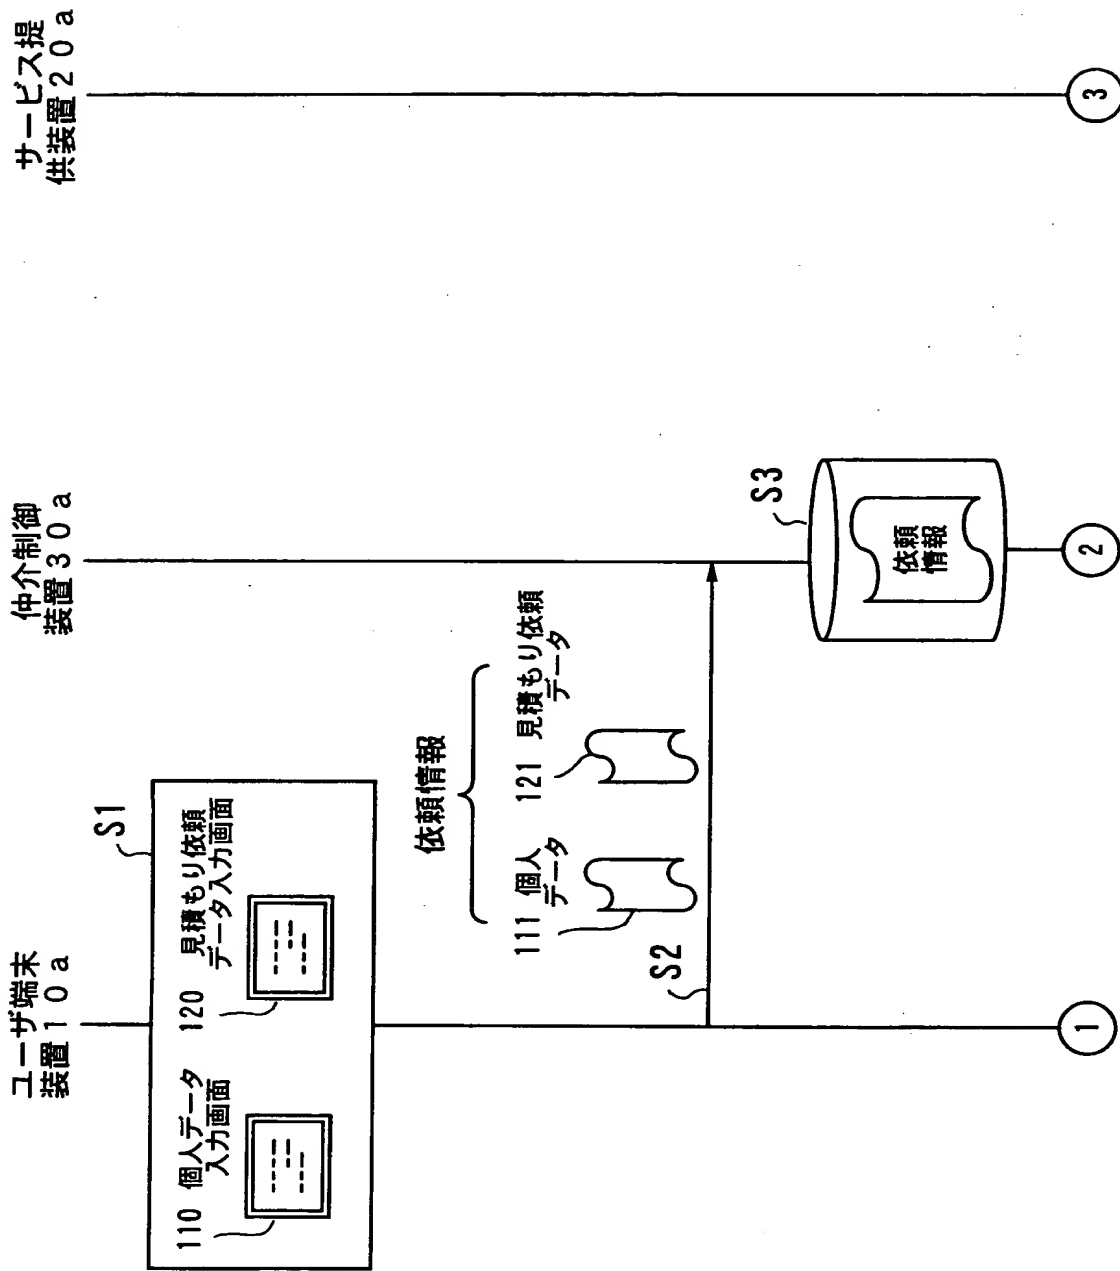 ユーザ端末
装置１０ａ
仲介制御
装置３０ａ
サービス提
供装置２０ａ
S1
110 個人データ
入力画面
120 見積もり依頼
データ入力画面
依頼情報
111 個人
データ
121 見積もり依頼
データ
S2
S3
依頼
情報
1
2
3